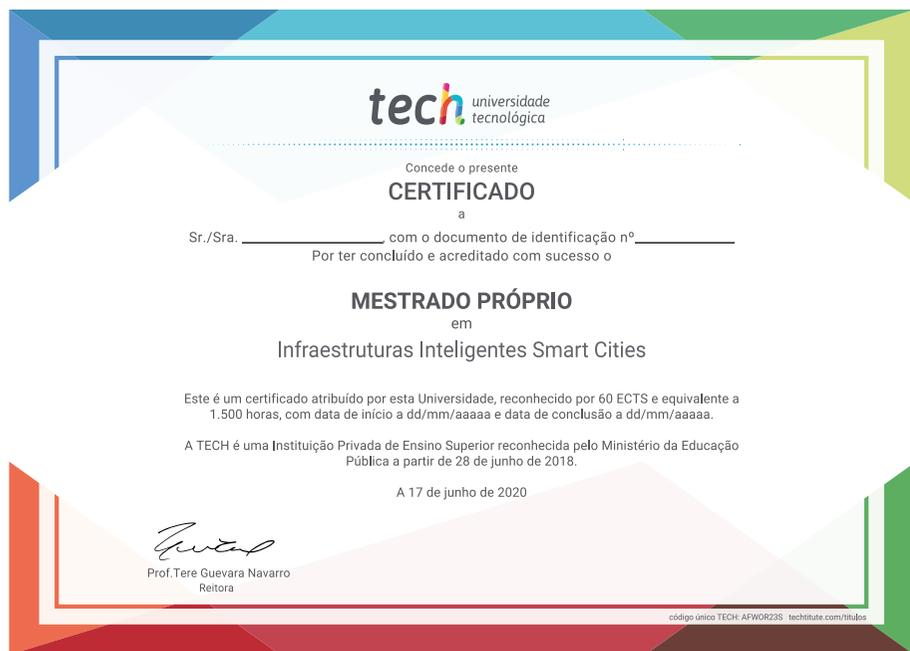 tech universidade
tecnológica
Concede o presente
CERTIFICADO
a
Sr./Sra. ________________, com o documento de identificação nº____________
Por ter concluído e acreditado com sucesso o
MESTRADO PRÓPRIO
em
Infraestruturas Inteligentes Smart Cities
Este é um certificado atribuído por esta Universidade, reconhecido por 60 ECTS e equivalente a
1.500 horas, com data de início a dd/mm/aaaaa e data de conclusão a dd/mm/aaaaa.
A TECH é uma Instituição Privada de Ensino Superior reconhecida pelo Ministério da Educação
Pública a partir de 28 de junho de 2018.
A 17 de junho de 2020
Prof.Tere Guevara Navarro
Reitora
código único TECH: AFWOR23S techtitute.com/titulos